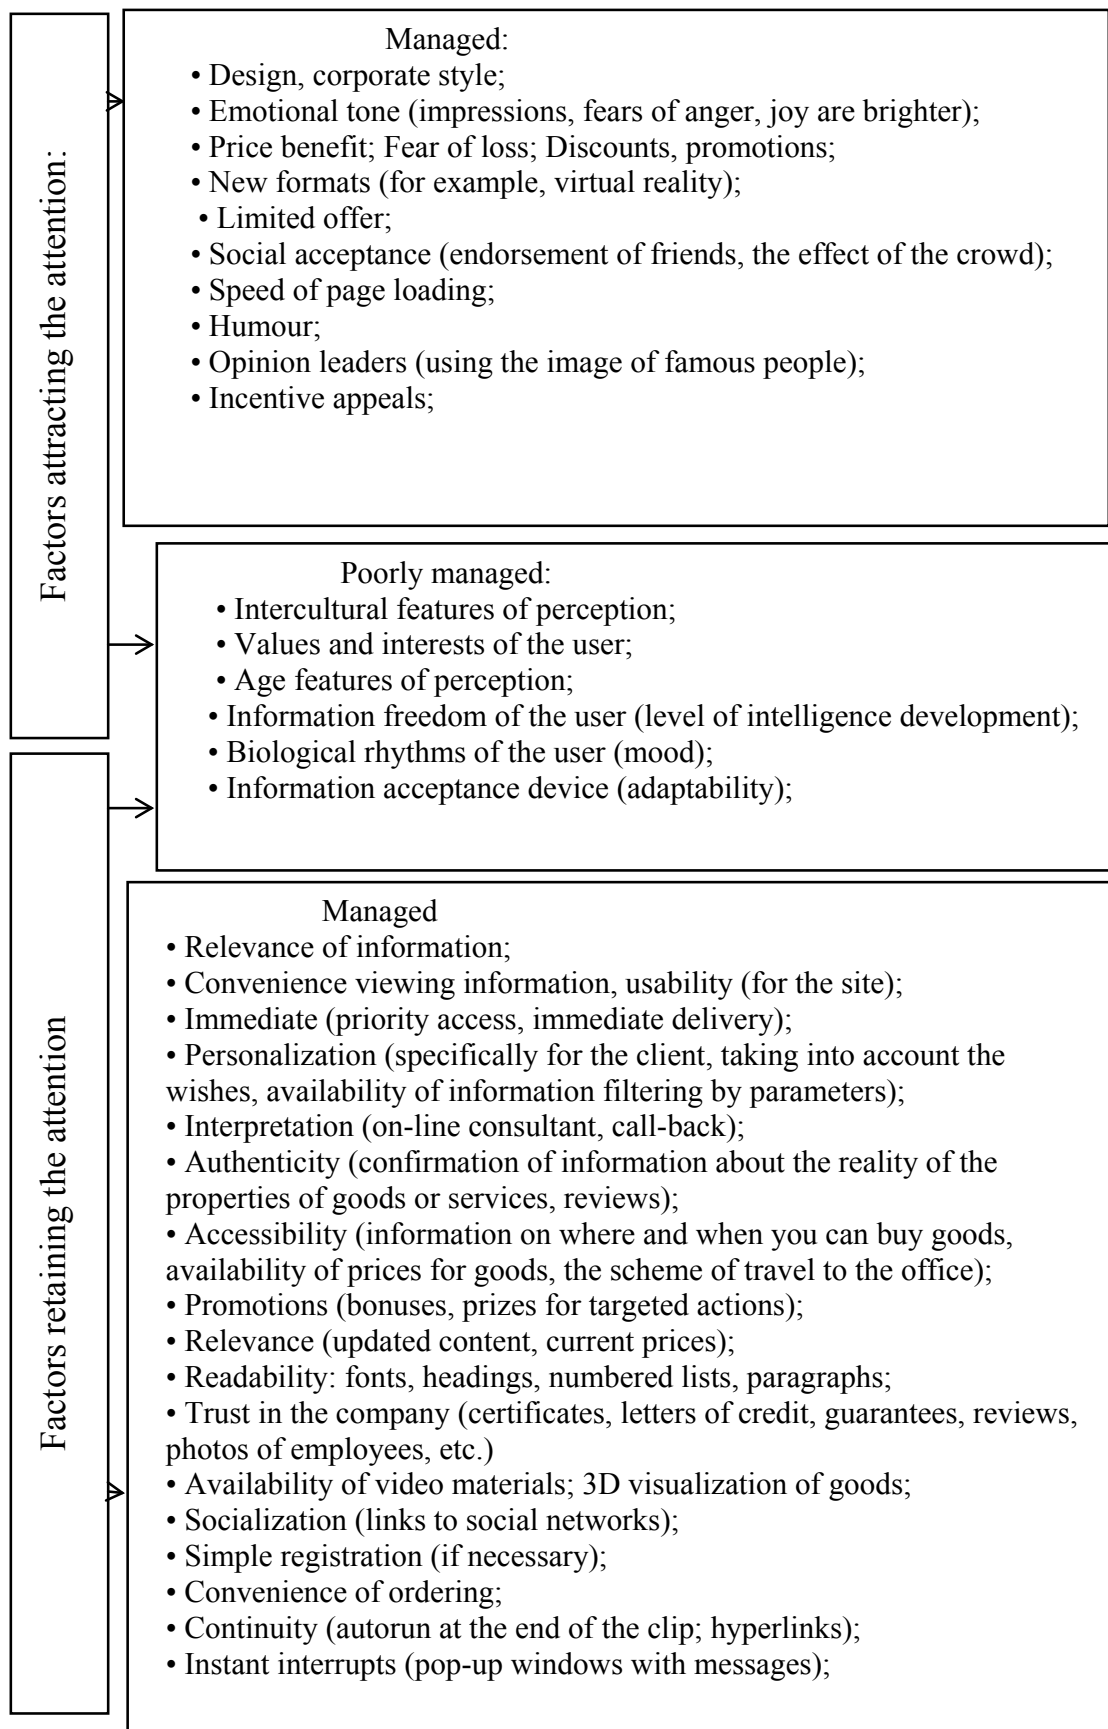 Factors attracting the attention:
Managed:
• Design, corporate style;
• Emotional tone (impressions, fears of anger, joy are brighter);
• Price benefit; Fear of loss; Discounts, promotions;
• New formats (for example, virtual reality);
• Limited offer;
• Social acceptance (endorsement of friends, the effect of the crowd);
• Speed of page loading;
• Humour;
• Opinion leaders (using the image of famous people);
• Incentive appeals;
Poorly managed:
• Intercultural features of perception;
• Values and interests of the user;
• Age features of perception;
• Information freedom of the user (level of intelligence development);
• Biological rhythms of the user (mood);
• Information acceptance device (adaptability);
Factors retaining the attention
Managed
• Relevance of information;
• Convenience viewing information, usability (for the site);
• Immediate (priority access, immediate delivery);
• Personalization (specifically for the client, taking into account the
wishes, availability of information filtering by parameters);
• Interpretation (on-line consultant, call-back);
• Authenticity (confirmation of information about the reality of the
properties of goods or services, reviews);
• Accessibility (information on where and when you can buy goods,
availability of prices for goods, the scheme of travel to the office);
• Promotions (bonuses, prizes for targeted actions);
• Relevance (updated content, current prices);
• Readability: fonts, headings, numbered lists, paragraphs;
• Trust in the company (certificates, letters of credit, guarantees, reviews,
photos of employees, etc.)
• Availability of video materials; 3D visualization of goods;
• Socialization (links to social networks);
• Simple registration (if necessary);
• Convenience of ordering;
• Continuity (autorun at the end of the clip; hyperlinks);
• Instant interrupts (pop-up windows with messages);